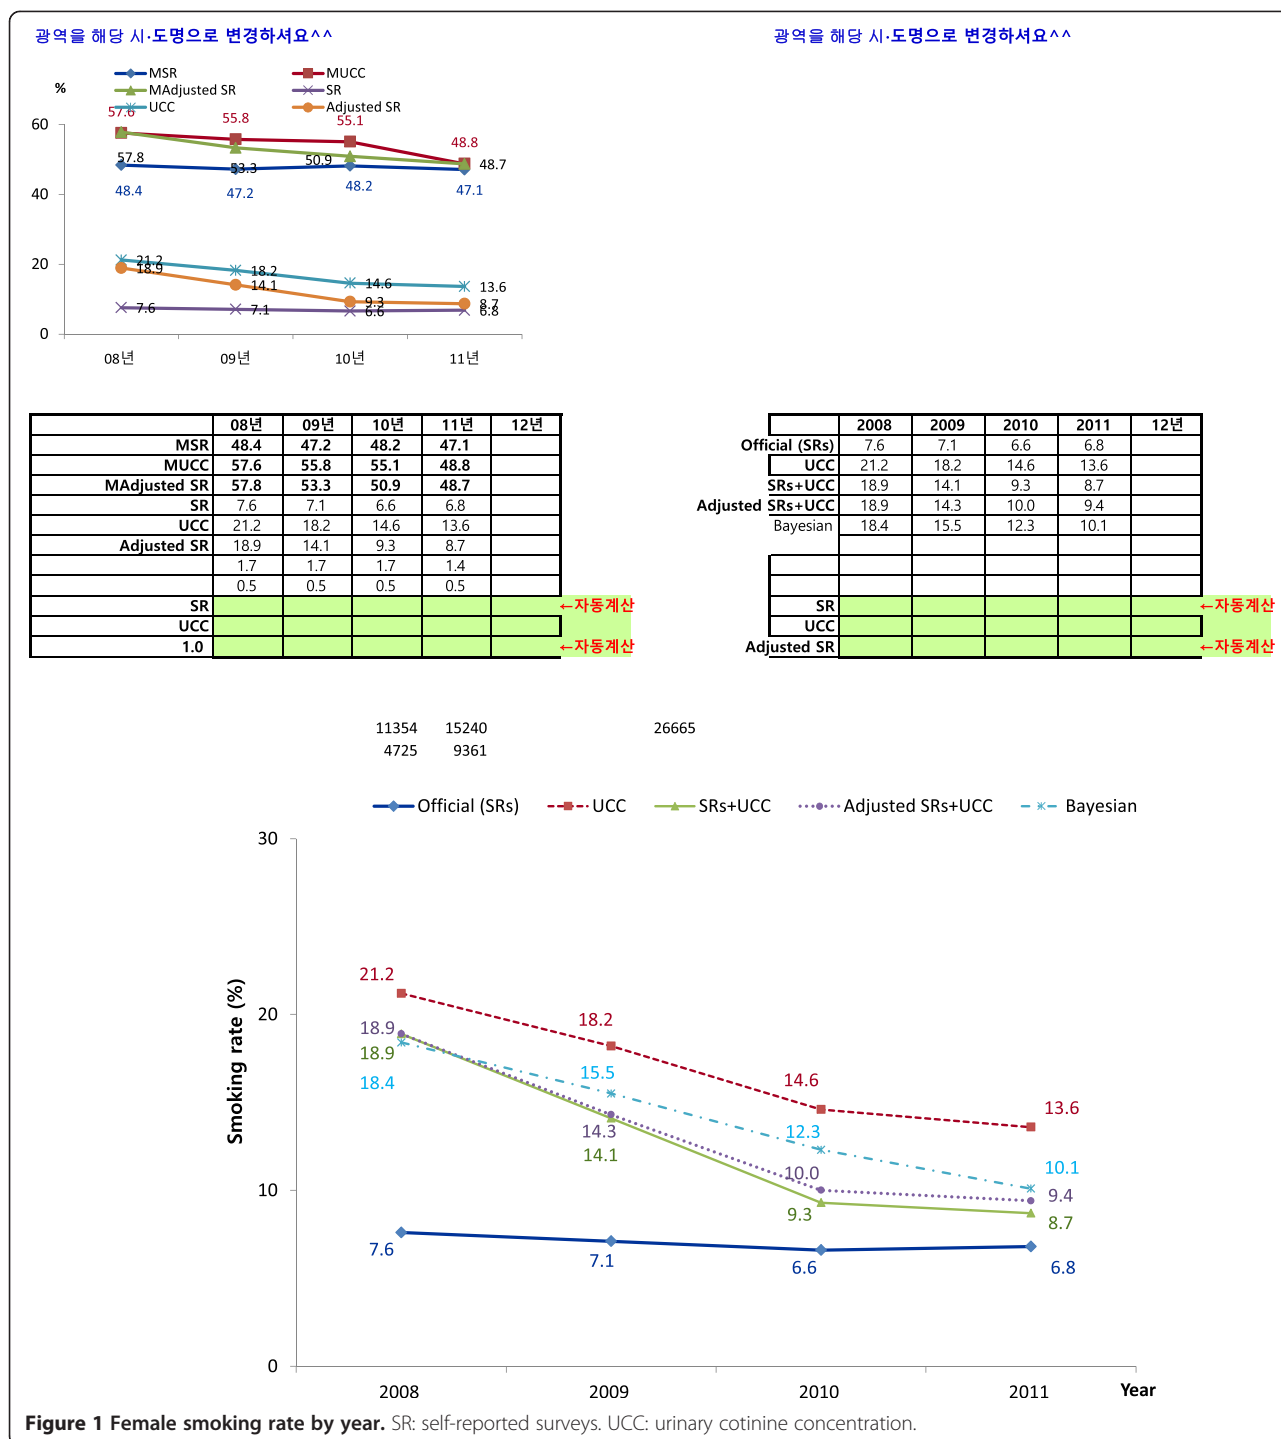 광역을 해당 시·도명으로 변경하셔요^^
광역을 해당 시·도명으로 변경하셔요^^
MSR MUCC
MAdjusted SR SR
UCC Adjusted SR
%
57.6 55.8 55.1 48.8
57.8 53.3 50.9 48.7
48.4 47.2 48.2 47.1
21.2 18.2 14.6 13.6
18.9 14.1 9.3 8.7
7.6 7.1 6.6 6.8
60
40
20
0
08년 09년 10년 11년
08년 09년 10년 11년 12년
MSR 48.4 47.2 48.2 47.1
MUCC 57.6 55.8 55.1 48.8
MAdjusted SR 57.8 53.3 50.9 48.7
SR 7.6 7.1 6.6 6.8
UCC 21.2 18.2 14.6 13.6
Adjusted SR 18.9 14.1 9.3 8.7
1.7 1.7 1.7 1.4
0.5 0.5 0.5 0.5
SR ←자동계산
UCC
1.0 ←자동계산
2008 2009 2010 2011 12년
Official (SRs) 7.6 7.1 6.6 6.8
UCC 21.2 18.2 14.6 13.6
SRs+UCC 18.9 14.1 9.3 8.7
Adjusted SRs+UCC 18.9 14.3 10.0 9.4
Bayesian 18.4 15.5 12.3 10.1
SR ←자동계산
UCC
Adjusted SR ←자동계산
11354 15240 26665
4725 9361
Official (SRs) UCC SRs+UCC Adjusted SRs+UCC Bayesian
Smoking rate (%)
30
20
10
0
21.2 18.2 14.6 13.6
18.9 14.3 10.0 9.4
18.9 14.1 9.3 8.7
18.4 15.5 12.3 10.1
7.6 7.1 6.6 6.8
2008 2009 2010 2011 Year
Figure 1 Female smoking rate by year. SR: self-reported surveys. UCC: urinary cotinine concentration.